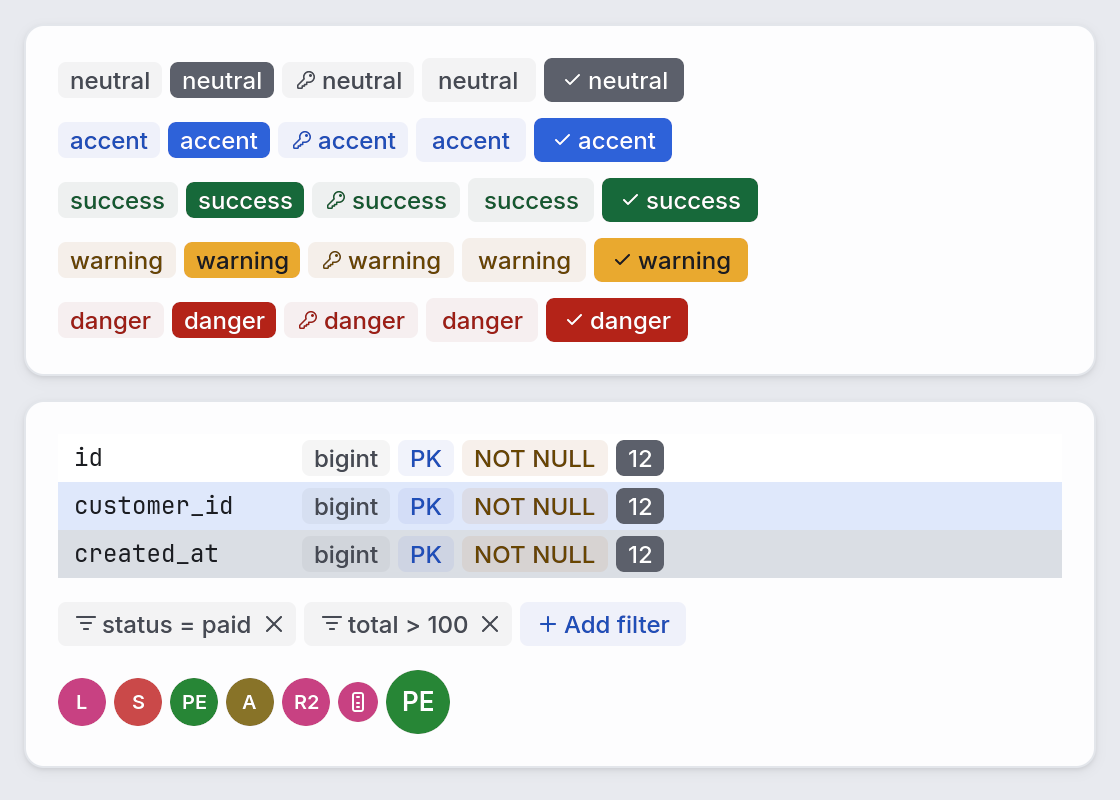 neutral neutral neutral neutral neutral
accent accent accent accent accent
success success success success success
warning warning warning warning warning
danger danger danger danger danger
id bigint PK NOT NULL 12
customer_id bigint PK NOT NULL 12
created_at bigint PK NOT NULL 12
status = paid total > 100 + Add filter
L S PE A R2 PE